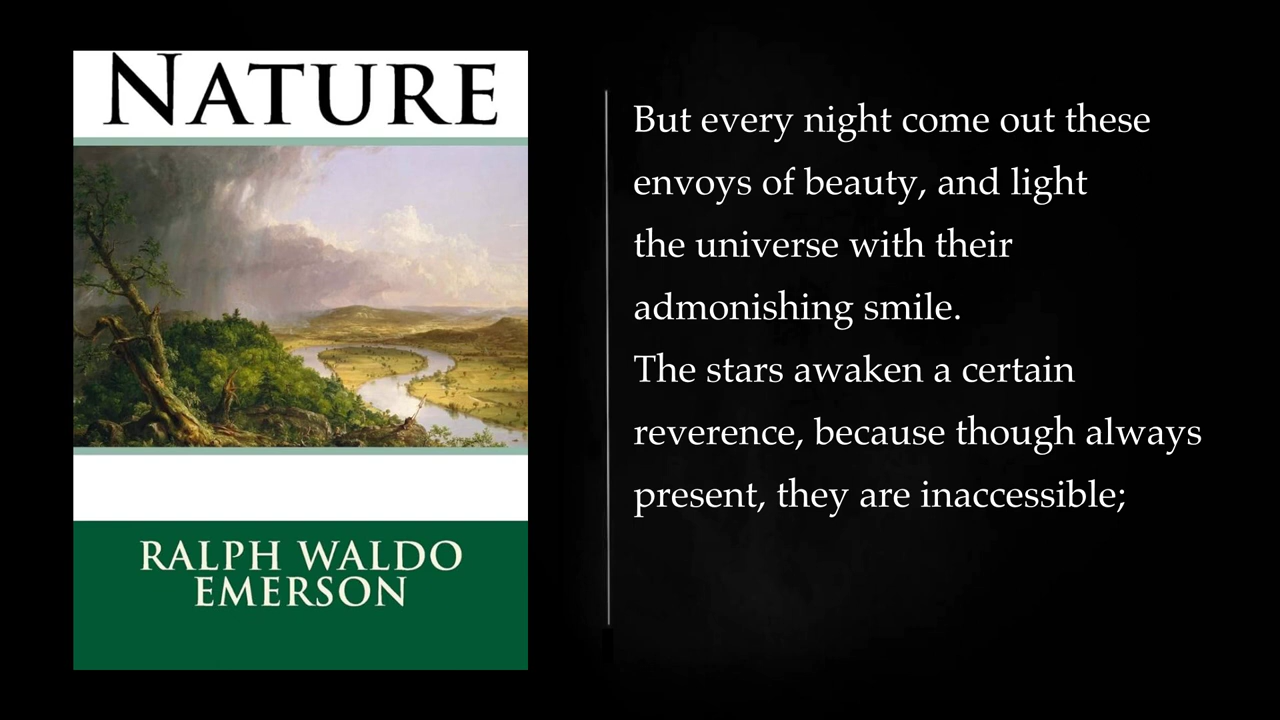 NATURE
RALPH WALDO
EMERSON
But every night come out these
envoys of beauty, and light
the universe with their
admonishing smile.
The stars awaken a certain
reverence, because though always
present, they are inaccessible;